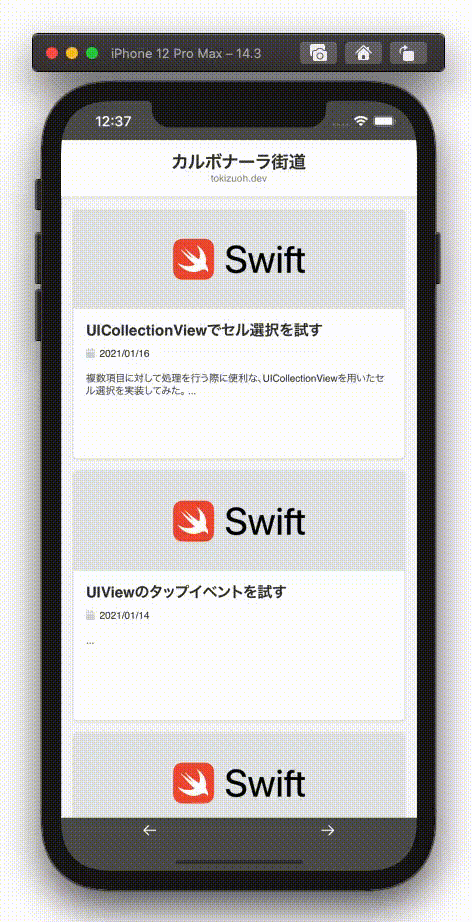 iPhone 12 Pro Max – 14.3
12:37
カルボナーラ街道
tokizuoh.dev
Swift
UICollectionViewでセル選択を試す
2021/01/16
複数項目に対して処理を行う際に便利な、UICollectionViewを用いたセ
ル選択を実装してみた。...
Swift
UIViewのタップイベントを試す
2021/01/14
...
Swift
← →